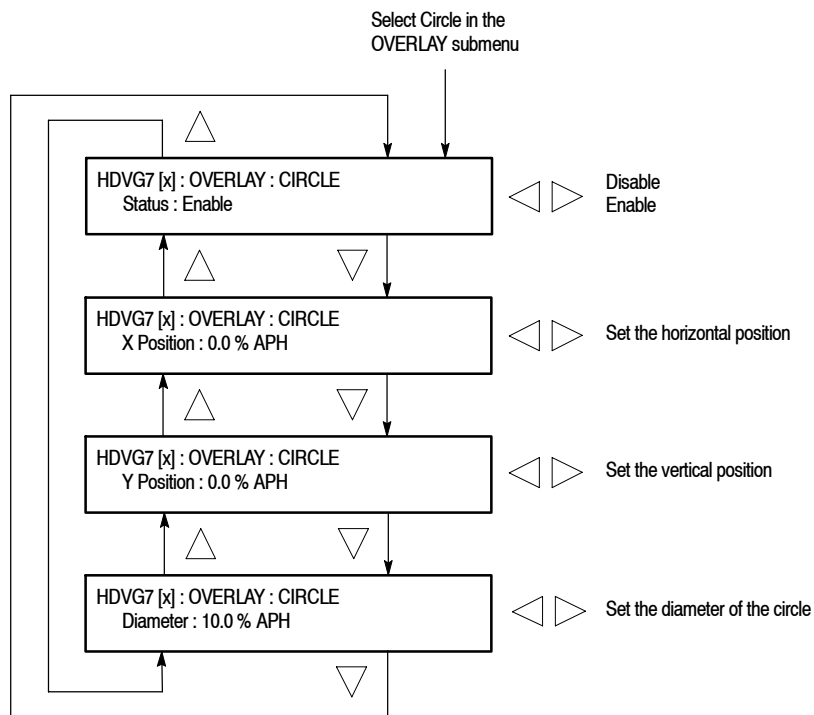 Select Circle in the
OVERLAY submenu
HDVG7 [x] : OVERLAY : CIRCLE
Status : Enable
Disable
Enable
HDVG7 [x] : OVERLAY : CIRCLE
X Position : 0.0 % APH
Set the horizontal position
HDVG7 [x] : OVERLAY : CIRCLE
Y Position : 0.0 % APH
Set the vertical position
HDVG7 [x] : OVERLAY : CIRCLE
Diameter : 10.0 % APH
Set the diameter of the circle